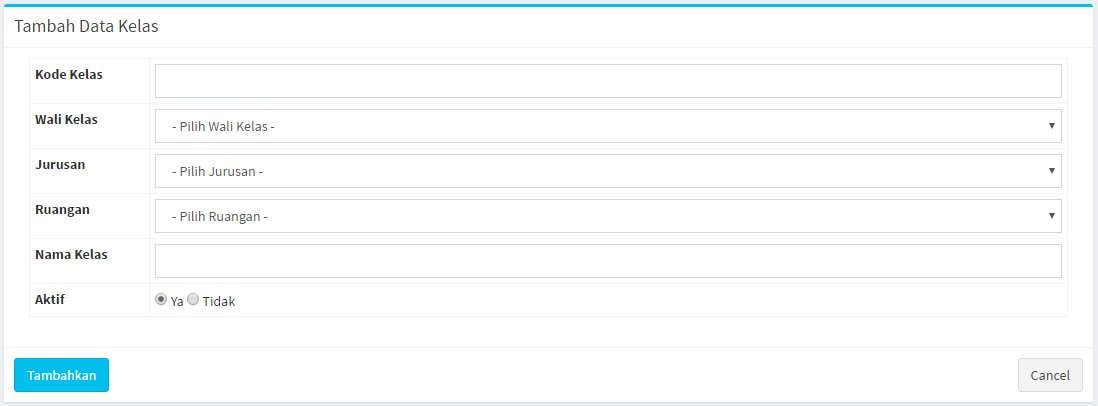 Tambah Data Kelas
Kode Kelas
Wali Kelas - Pilih Wali Kelas -
Jurusan - Pilih Jurusan -
Ruangan - Pilih Ruangan -
Nama Kelas
Aktif Ya Tidak
Tambahkan Cancel